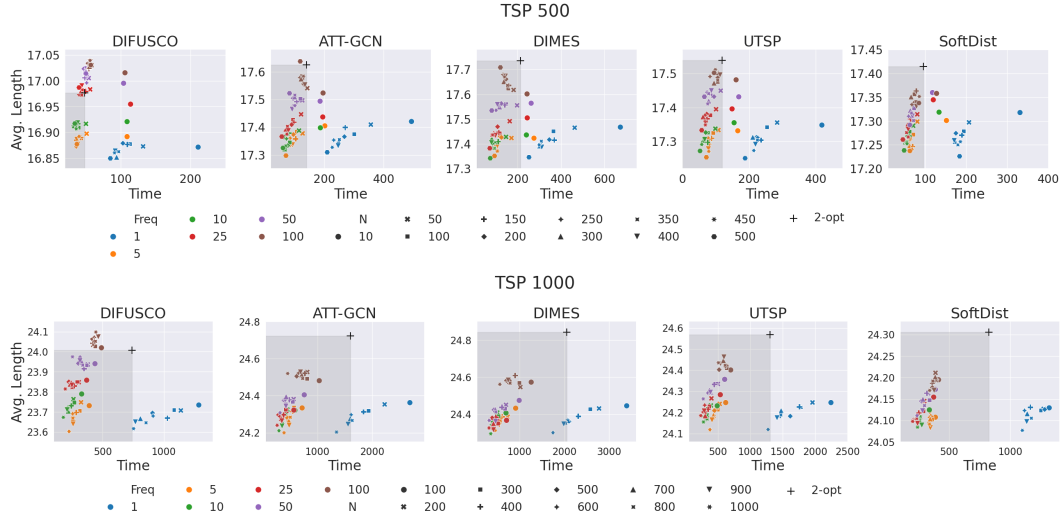 TSP 500
DIFUSCO ATT-GCN DIMES UTSP SoftDist
Avg. Length
17.05 17.00 16.95 16.90 16.85
17.6 17.5 17.4 17.3
17.7 17.6 17.5 17.4 17.3
17.5 17.4 17.3
17.45 17.40 17.35 17.30 17.25 17.20
100 200
200 400
0 200 400 600
0 200 400
0 100 200 300 400
Time Time Time Time Time
Freq 10 50 N 50 150 250 350 450 2-opt
1 25 100 10 100 200 300 400 500
5
TSP 1000
DIFUSCO ATT-GCN DIMES UTSP SoftDist
Avg. Length
24.1 24.0 23.9 23.8 23.7 23.6
24.8 24.6 24.4 24.2
24.8 24.6 24.4
24.6 24.5 24.4 24.3 24.2 24.1
24.30 24.25 24.20 24.15 24.10 24.05
500 1000
1000 2000
1000 2000 3000
500 1000 1500 2000 2500
500 1000
Time Time Time Time Time
Freq 5 25 100 100 300 500 700 900 2-opt
1 10 50 N 200 400 600 800 1000